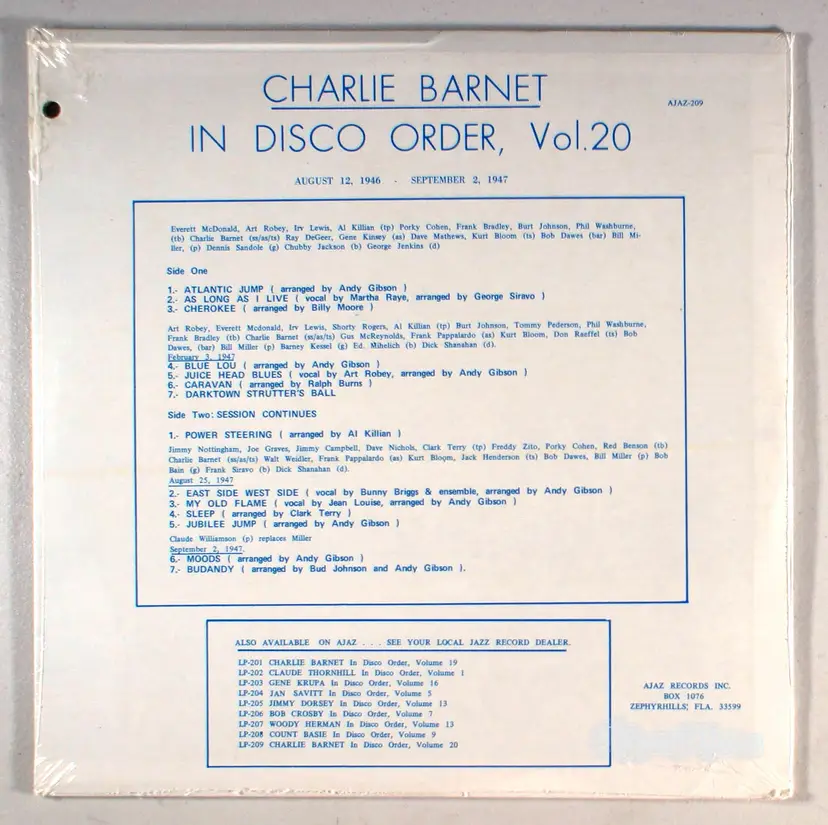 CHARLIE BARNET
AJAZ-209
IN DISCO ORDER, Vol.20
AUGUST 12, 1946 - SEPTEMBER 2, 1947
Everett McDonald, Art Robey, Irv Lewis, Al Killian (tp) Porky Cohen, Frank Bradley, Burt Johnson, Phil Washburne,
(tb) Charlie Barnet (ss/as/ts) Ray DeGeer, Gene Kinsey (as) Dave Mathews, Kurt Bloom (ts) Bob Dawes (bar) Bill Mi-
ller, (p) Dennis Sandole (g) Chubby Jackson (b) George Jenkins (d)
Side One
1.- ATLANTIC JUMP ( arranged by Andy Gibson )
2.- AS LONG AS I LIVE ( vocal by Martha Raye, arranged by George Siravo )
3.- CHEROKEE ( arranged by Billy Moore )
Art Robey, Everett Mcdonald, Irv Lewis, Shorty Rogers, Al Killian (tp) Burt Johnson, Tommy Pederson, Phil Washburne,
Frank Bradley (tb) Charlie Barnet (ss/as/ts) Gus McReynolds, Frank Pappalardo (as) Kurt Bloom, Don Raeffel (ts) Bob
Dawes, (bar) Bill Miller (p) Barney Kessel (g) Ed. Mihelich (b) Dick Shanahan (d).
February 3, 1947
4.- BLUE LOU ( arranged by Andy Gibson )
5.- JUICE HEAD BLUES ( vocal by Art Robey, arranged by Andy Gibson )
6.- CARAVAN ( arranged by Ralph Burns )
7.- DARKTOWN STRUTTER'S BALL
Side Two: SESSION CONTINUES
1.- POWER STEERING ( arranged by Al Killian )
Jimmy Nottingham, Joe Graves, Jimmy Campbell, Dave Nichols, Clark Terry (tp) Freddy Zito, Porky Cohen, Red Benson (tb)
Charlie Barnet (ss/as/ts) Walt Weidler, Frank Pappalardo (as) Kurt Bloom, Jack Henderson (ts) Bob Dawes, Bill Miller (p) Bob
Bain (g) Frank Siravo (b) Dick Shanahan (d).
August 25, 1947
2.- EAST SIDE WEST SIDE ( vocal by Bunny Briggs & ensemble, arranged by Andy Gibson )
3.- MY OLD FLAME ( vocal by Jean Louise, arranged by Andy Gibson )
4.- SLEEP ( arranged by Clark Terry )
5.- JUBILEE JUMP ( arranged by Andy Gibson )
Claude Williamson (p) replaces Miller
September 2, 1947.
6.- MOODS ( arranged by Andy Gibson )
7.- BUDANDY ( arranged by Bud Johnson and Andy Gibson ).
ALSO AVAILABLE ON AJAZ . . . SEE YOUR LOCAL JAZZ RECORD DEALER.
LP-201 CHARLIE BARNET In Disco Order, Volume 19
LP-202 CLAUDE THORNHILL In Disco Order, Volume 1
LP-203 GENE KRUPA In Disco Order, Volume 16
LP-204 JAN SAVITT In Disco Order, Volume 5
LP-205 JIMMY DORSEY In Disco Order, Volume 13
LP-206 BOB CROSBY In Disco Order, Volume 7
LP-207 WOODY HERMAN In Disco Order, Volume 13
LP-208 COUNT BASIE In Disco Order, Volume 9
LP-209 CHARLIE BARNET In Disco Order, Volume 20
AJAZ RECORDS INC.
BOX 1076
ZEPHYRHILLS, FLA. 33599